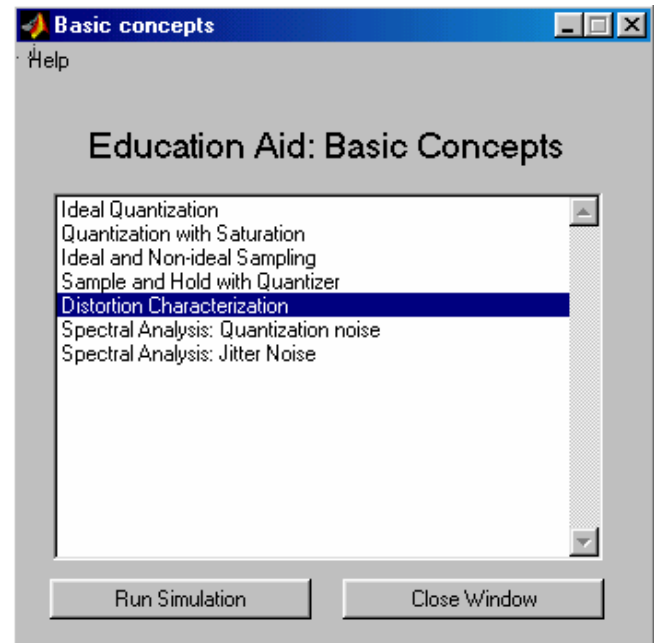 Basic concepts
Help
Education Aid: Basic Concepts
Ideal Quantization
Quantization with Saturation
Ideal and Non-ideal Sampling
Sample and Hold with Quantizer
Distortion Characterization
Spectral Analysis: Quantization noise
Spectral Analysis: Jitter Noise
Run Simulation
Close Window